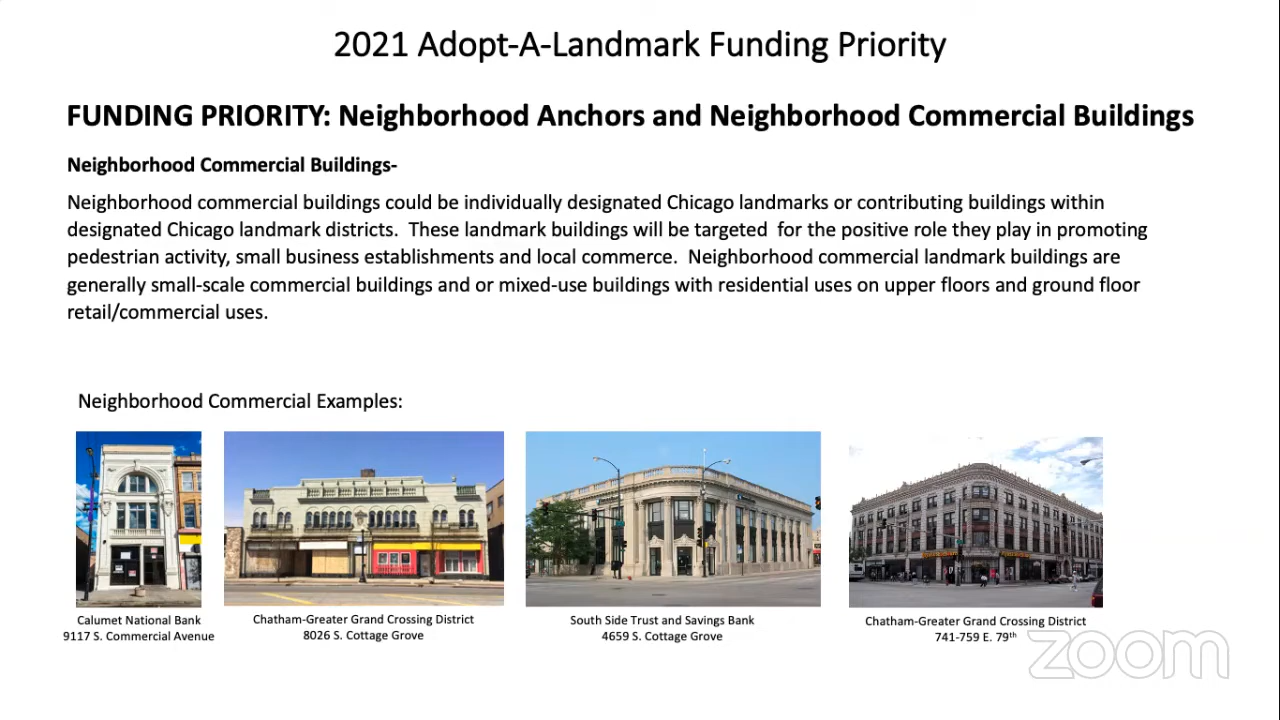 2021 Adopt-A-Landmark Funding Priority
FUNDING PRIORITY: Neighborhood Anchors and Neighborhood Commercial Buildings
Neighborhood Commercial Buildings-
Neighborhood commercial buildings could be individually designated Chicago landmarks or contributing buildings within
designated Chicago landmark districts.  These landmark buildings will be targeted  for the positive role they play in promoting
pedestrian activity, small business establishments and local commerce.  Neighborhood commercial landmark buildings are
generally small-scale commercial buildings and or mixed-use buildings with residential uses on upper floors and ground floor
retail/commercial uses.
Neighborhood Commercial Examples:
Calumet National Bank
9117 S. Commercial Avenue
Chatham-Greater Grand Crossing District
8026 S. Cottage Grove
South Side Trust and Savings Bank
4659 S. Cottage Grove
Chatham-Greater Grand Crossing District
741-759 E. 79th
zoom